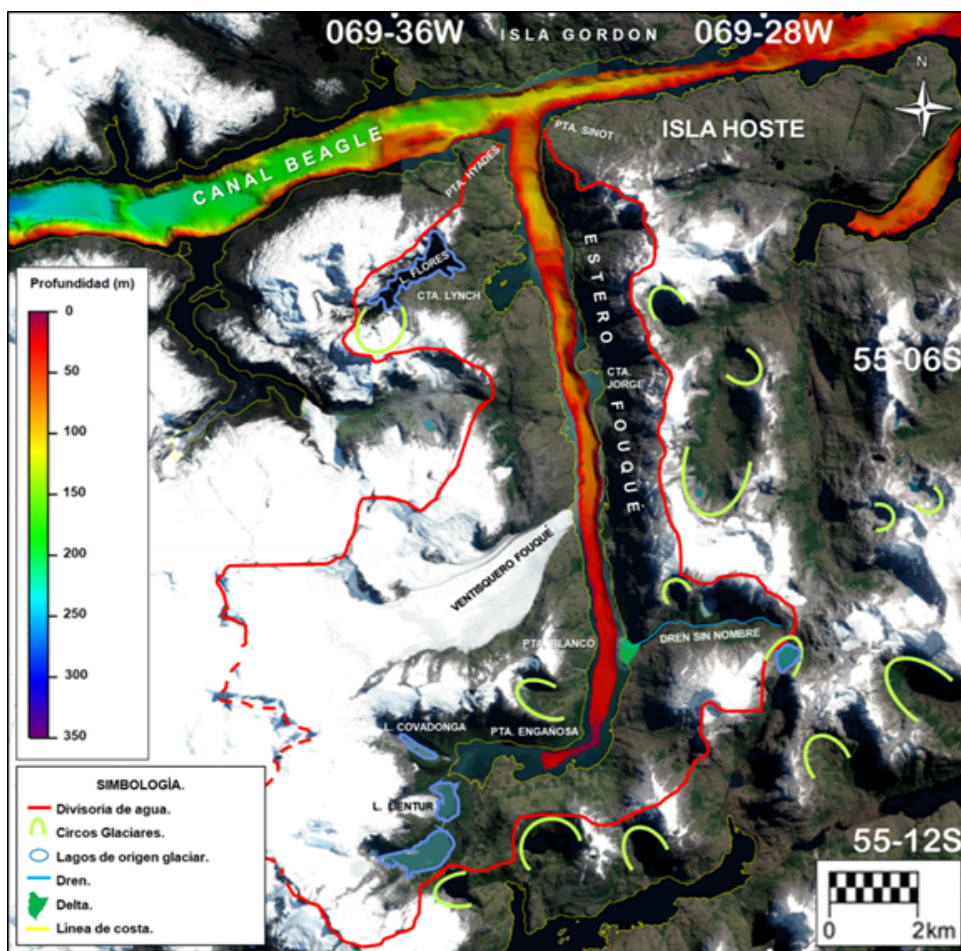 069-36W
ISLA GORDON
069-28W
N
PTA. SINOT
ISLA HOSTE
CANAL BEAGLE
PTA. HYADES
Profundidad (m)
0
50
100
150
200
250
300
350
L. FLORES
CTA. LYNCH
ESTERO FOUQUÉ
CTA.
JORGE
55-06S
VENTISQUERO FOUQUÉ
PTA. BLANCO
DREN SIN NOMBRE
L. COVADONGA
PTA. ENGAÑOSA
L. LIENTUR
55-12S
SIMBOLOGÍA.
Divisoria de agua.
Circos Glaciares.
Lagos de origen glaciar.
Dren.
Delta.
Línea de costa.
0 2km